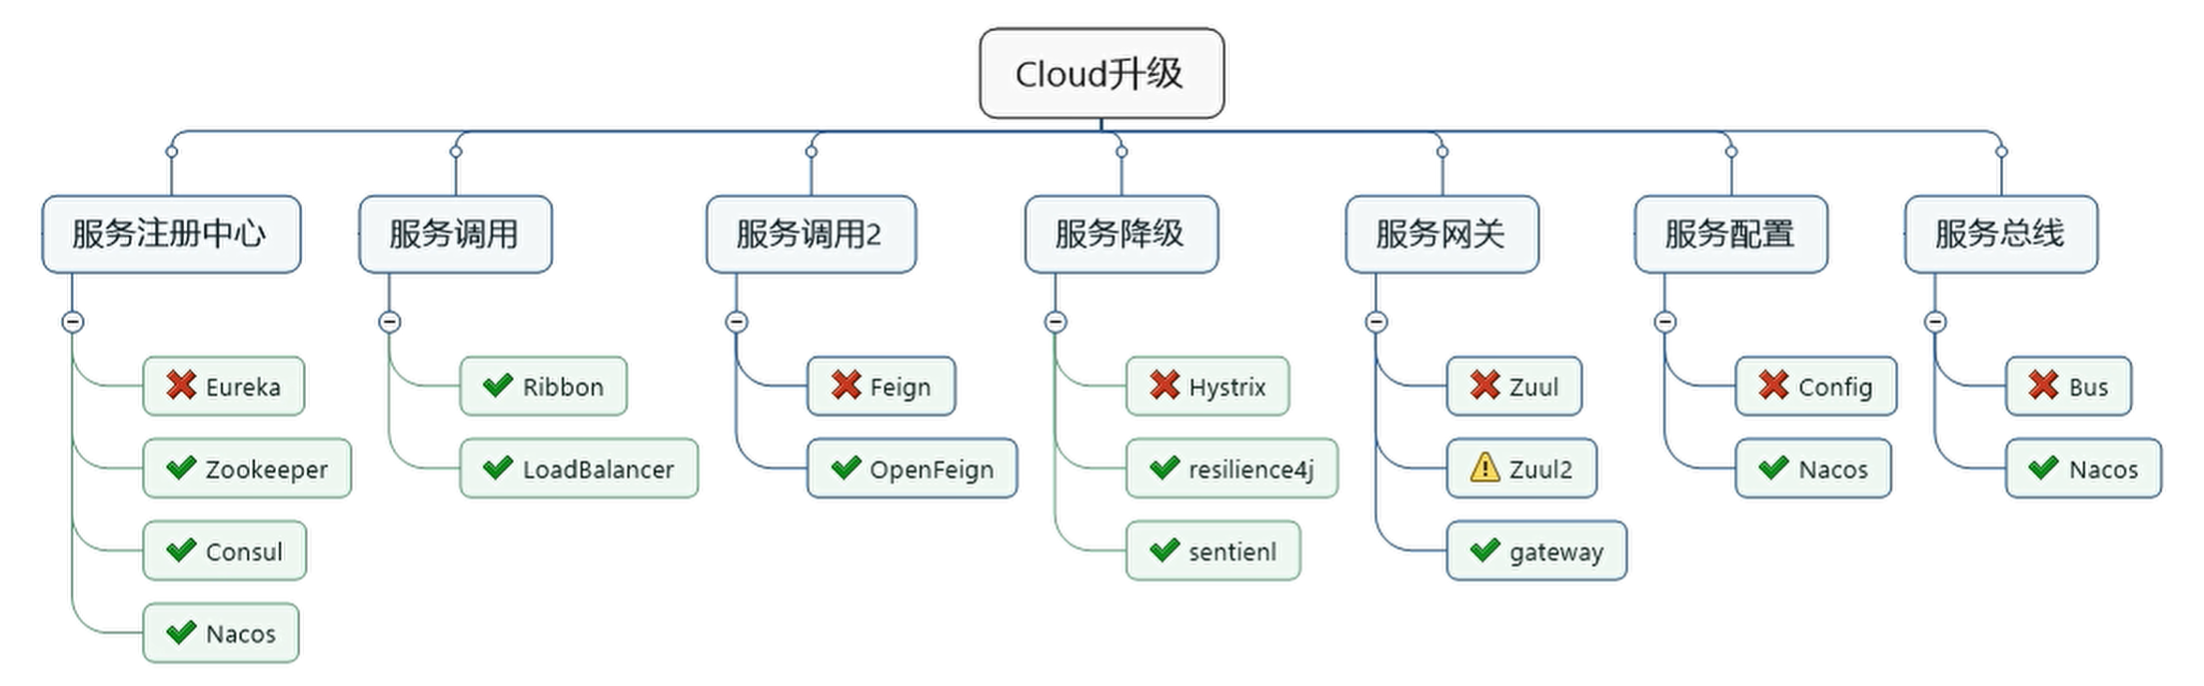 Cloud升级
服务注册中心
Eureka
Zookeeper
Consul
Nacos
服务调用
Ribbon
LoadBalancer
服务调用2
Feign
OpenFeign
服务降级
Hystrix
resilience4j
sentienl
服务网关
Zuul
Zuul2
gateway
服务配置
Config
Nacos
服务总线
Bus
Nacos